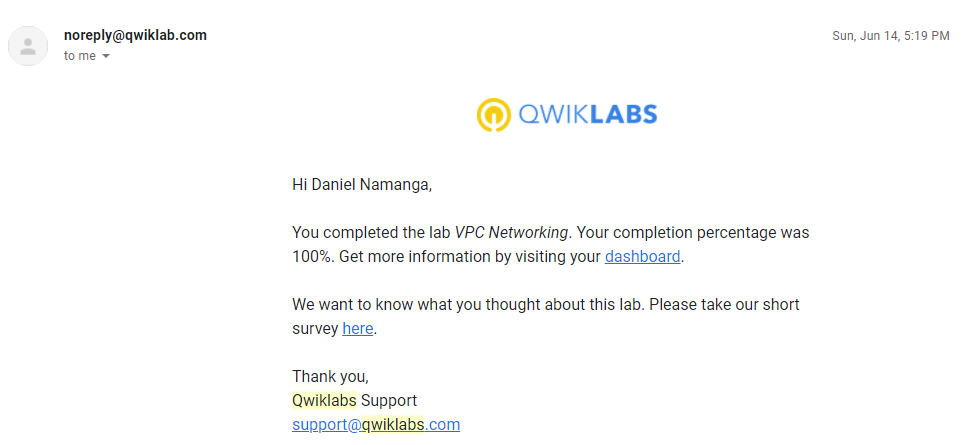 noreply@qwiklab.com
Sun, Jun 14, 5:19 PM
to me
QWIKLABS
Hi Daniel Namanga,
You completed the lab VPC Networking. Your completion percentage was
100%. Get more information by visiting your dashboard.
We want to know what you thought about this lab. Please take our short
survey here.
Thank you,
Qwiklabs Support
support@qwiklabs.com